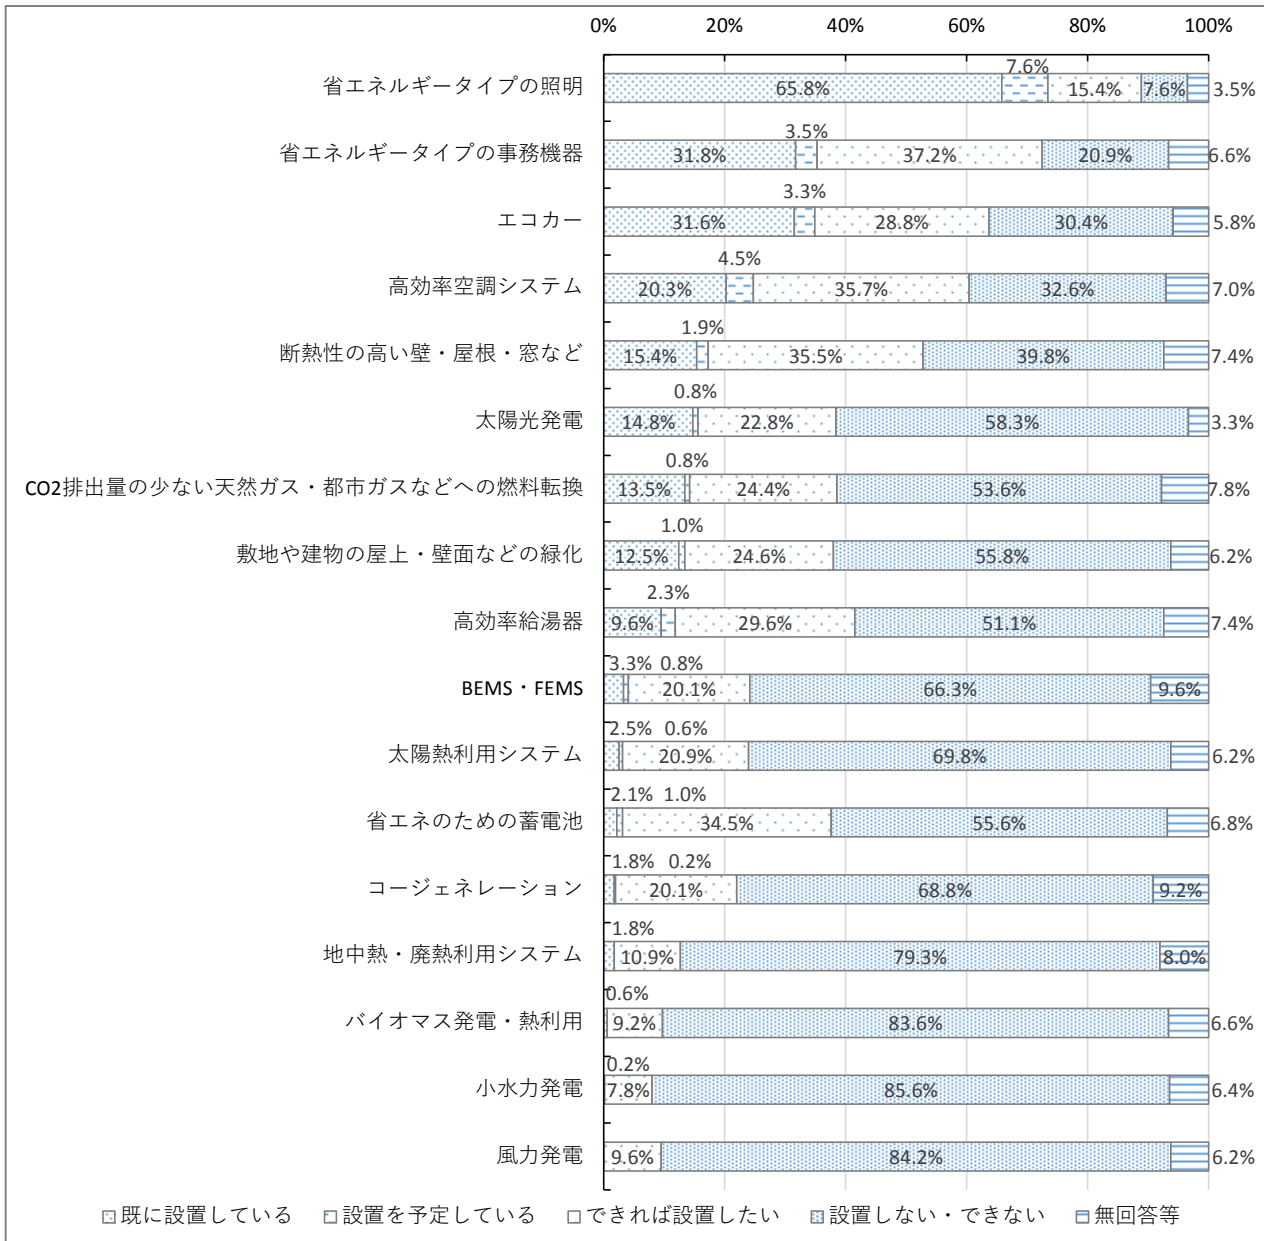 0% 20% 40% 60% 80% 100%
7.6%
省エネルギータイプの照明 65.8% 15.4% 7.6% 3.5%
3.5%
省エネルギータイプの事務機器 31.8% 37.2% 20.9% 6.6%
3.3%
エコカー 31.6% 28.8% 30.4% 5.8%
4.5%
高効率空調システム 20.3% 35.7% 32.6% 7.0%
1.9%
断熱性の高い壁・屋根・窓など 15.4% 35.5% 39.8% 7.4%
0.8%
太陽光発電 14.8% 22.8% 58.3% 3.3%
0.8%
CO2排出量の少ない天然ガス・都市ガスなどへの燃料転換 13.5% 24.4% 53.6% 7.8%
1.0%
敷地や建物の屋上・壁面などの緑化 12.5% 24.6% 55.8% 6.2%
2.3%
高効率給湯器 9.6% 29.6% 51.1% 7.4%
3.3% 0.8%
BEMS・FEMS 20.1% 66.3% 9.6%
2.5% 0.6%
太陽熱利用システム 20.9% 69.8% 6.2%
2.1% 1.0%
省エネのための蓄電池 34.5% 55.6% 6.8%
1.8% 0.2%
コージェネレーション 20.1% 68.8% 9.2%
1.8%
地中熱・廃熱利用システム 10.9% 79.3% 8.0%
0.6%
バイオマス発電・熱利用 9.2% 83.6% 6.6%
0.2%
小水力発電 7.8% 85.6% 6.4%
風力発電 9.6% 84.2% 6.2%
既に設置している 設置を予定している できれば設置したい 設置しない・できない 無回答等